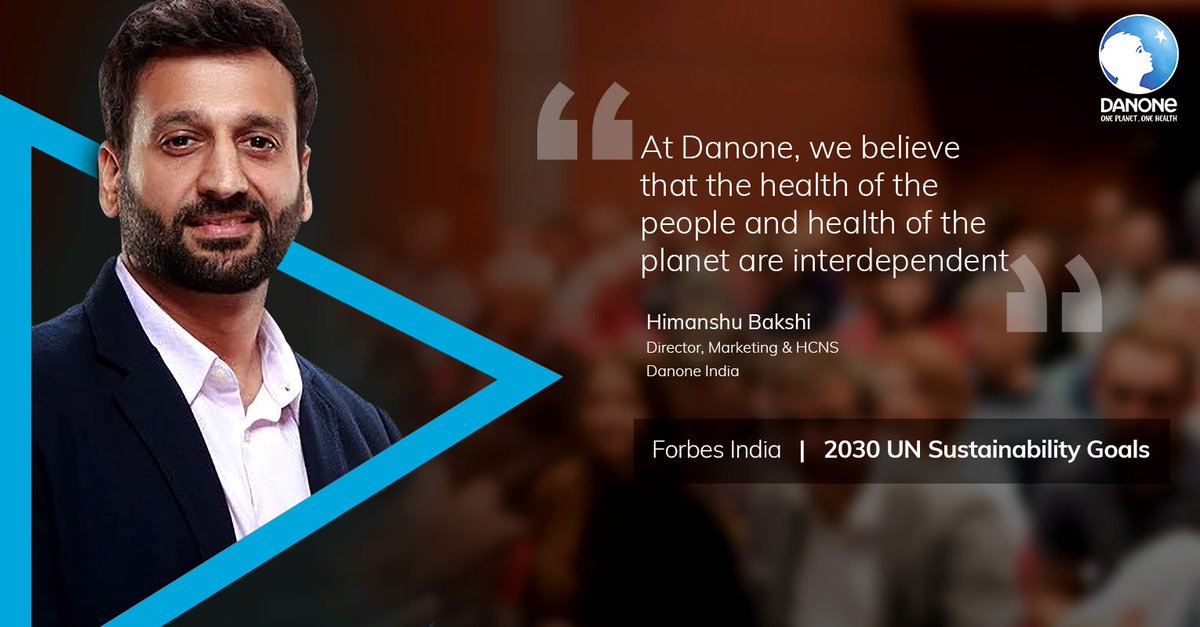 DANONE
ONE PLANET. ONE HEALTH
“
At Danone, we believe
that the health of the
people and health of the
planet are interdependent
”
Himanshu Bakshi
Director, Marketing & HCNS
Danone India
Forbes India | 2030 UN Sustainability Goals